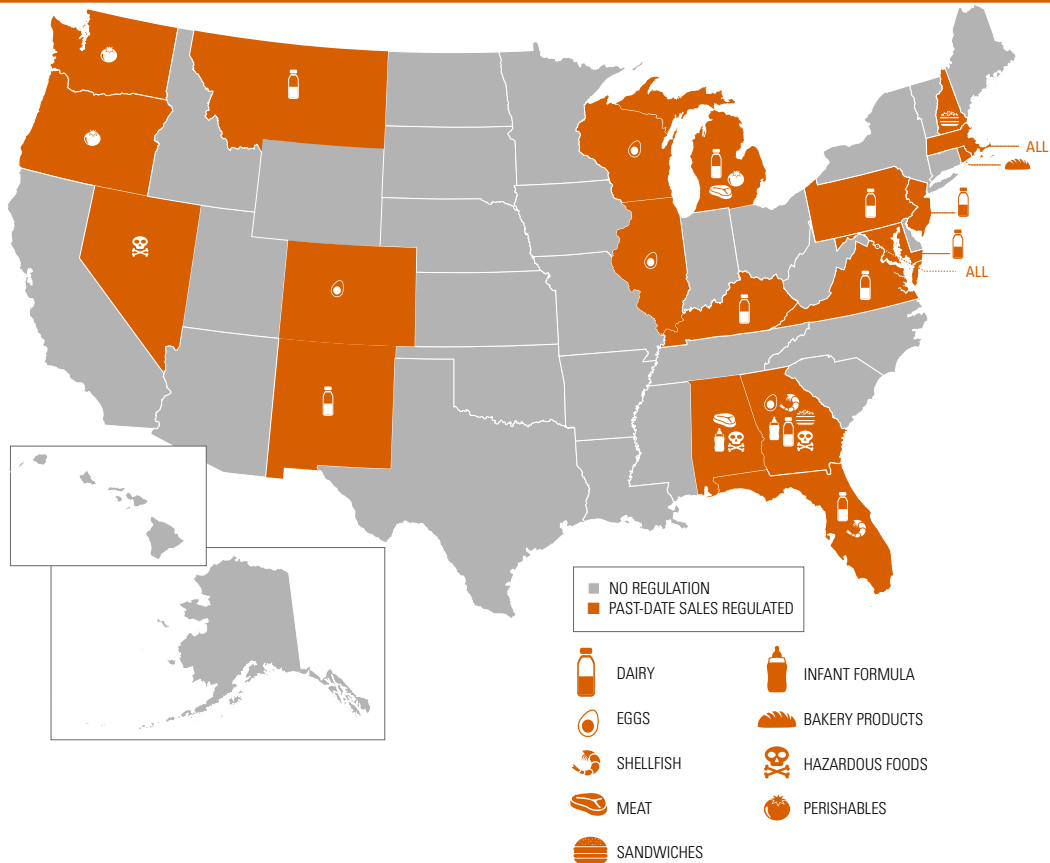 ALL
ALL
NO REGULATION
PAST-DATE SALES REGULATED
DAIRY
INFANT FORMULA
EGGS
BAKERY PRODUCTS
SHELLFISH
HAZARDOUS FOODS
MEAT
PERISHABLES
SANDWICHES